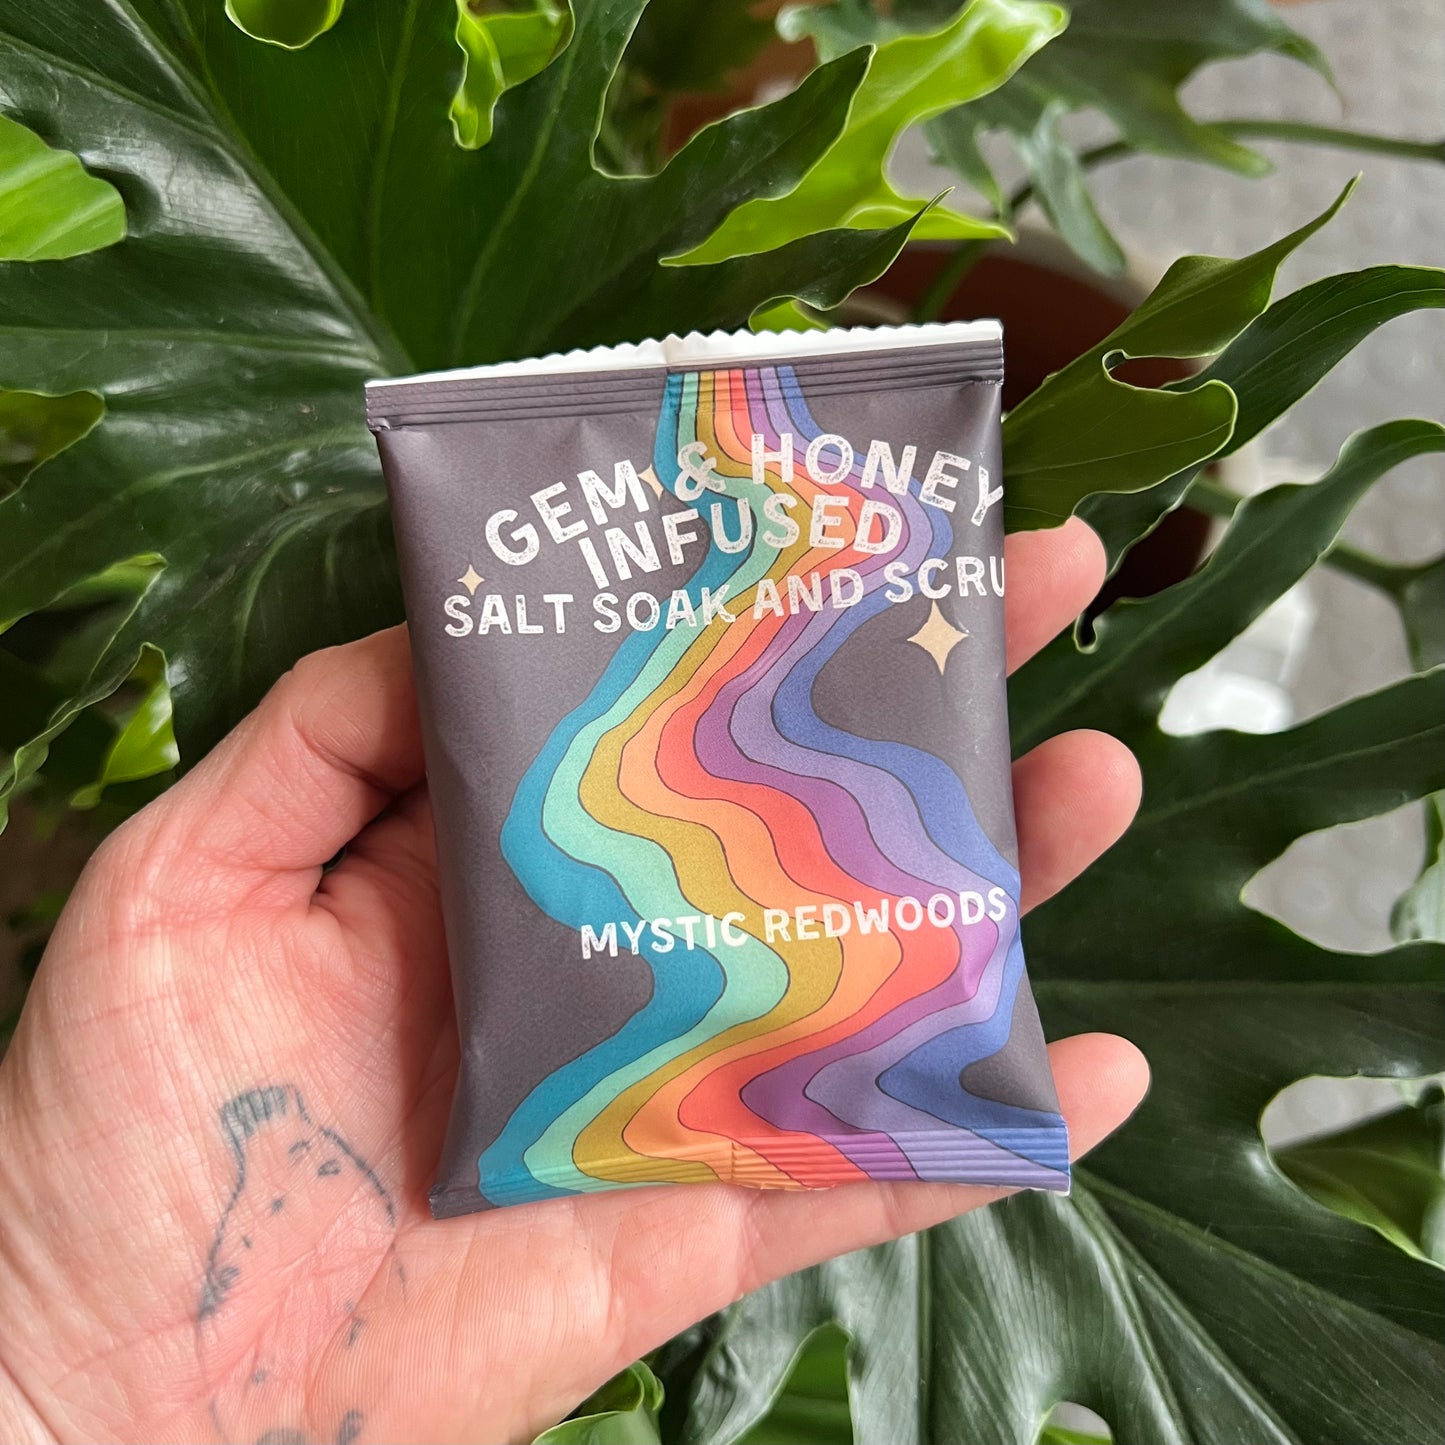 GEM & HONEY
INFUSED
SALT SOAK AND SCRU
MYSTIC REDWOODS